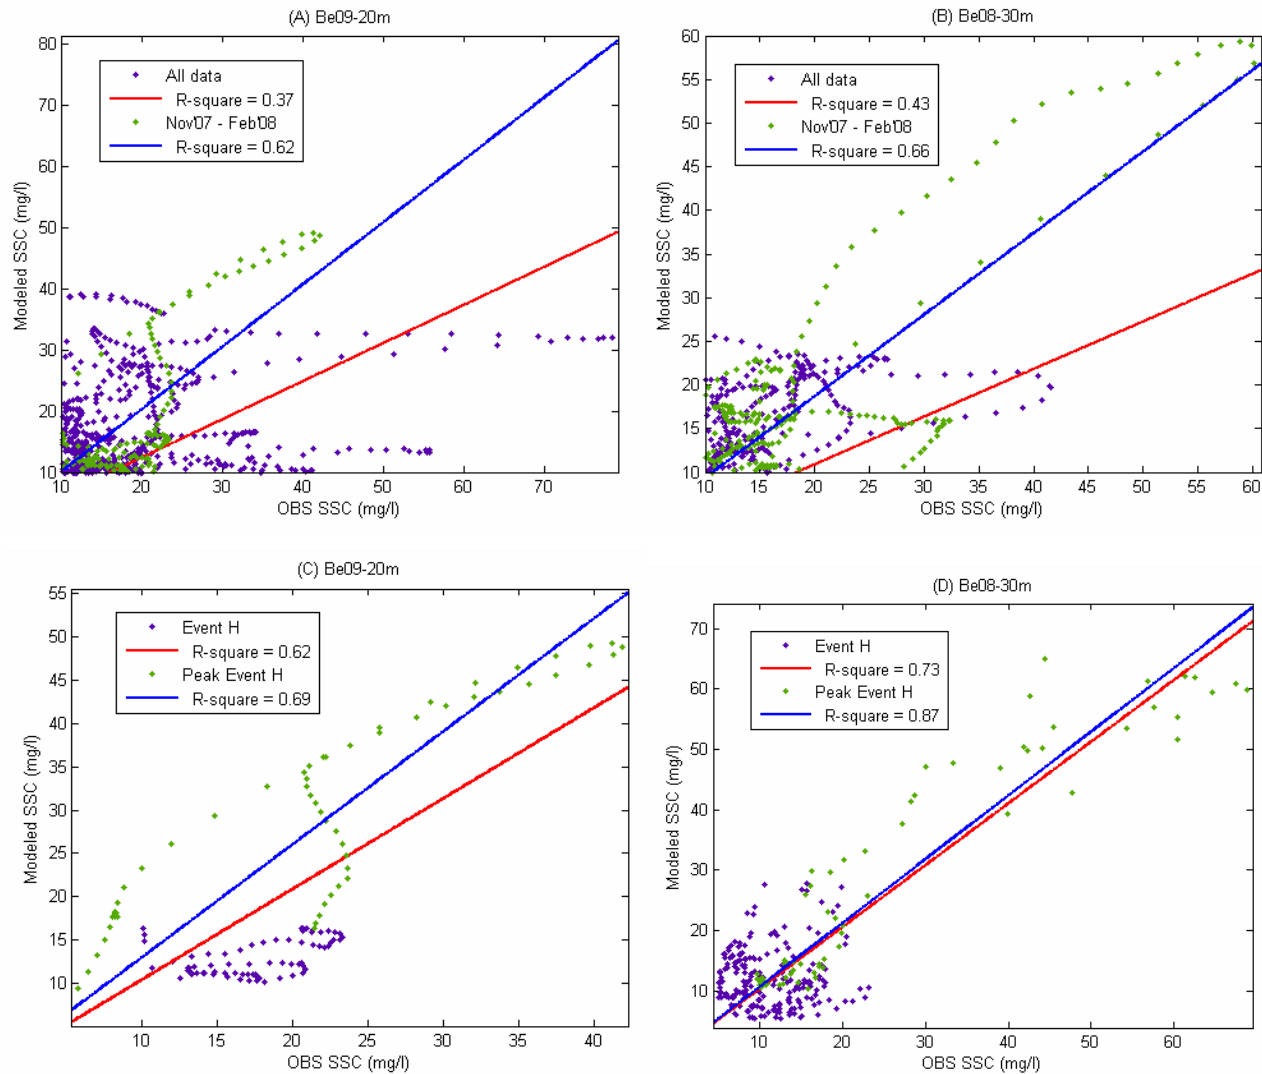 (A) Be09-20m
All data
R-square = 0.37
Nov'07 - Feb'08
R-square = 0.62
Modeled SSC (mg/l)
80
70
60
50
40
30
20
10
10 20 30 40 50 60 70
OBS SSC (mg/l)
(B) Be08-30m
All data
R-square = 0.43
Nov'07 - Feb'08
R-square = 0.66
Modeled SSC (mg/l)
60
55
50
45
40
35
30
25
20
15
10
10 15 20 25 30 35 40 45 50 55 60
OBS SSC (mg/l)
(C) Be09-20m
Event H
R-square = 0.62
Peak Event H
R-square = 0.69
Modeled SSC (mg/l)
55
50
45
40
35
30
25
20
15
10
10 15 20 25 30 35 40
OBS SSC (mg/l)
(D) Be08-30m
Event H
R-square = 0.73
Peak Event H
R-square = 0.87
Modeled SSC (mg/l)
70
60
50
40
30
20
10
10 20 30 40 50 60
OBS SSC (mg/l)